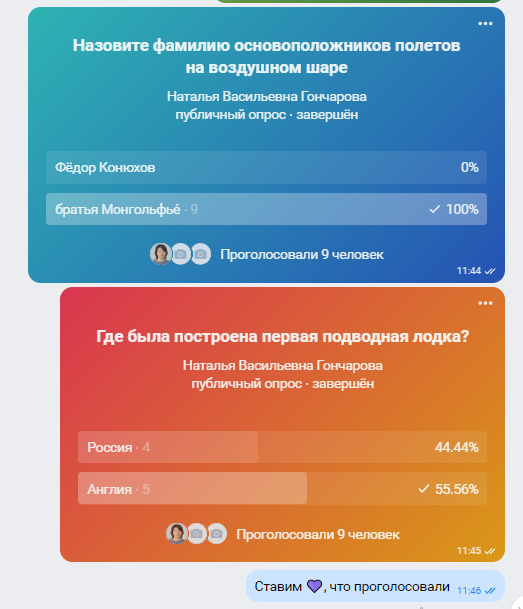 Назовите фамилию основоположников полетов
на воздушном шаре
Наталья Васильевна Гончарова
публичный опрос · завершён
Фёдор Конюхов 0%
братья Монгольфье́ · 9 100%
Проголосовали 9 человек
11:44
Где была построена первая подводная лодка?
Наталья Васильевна Гончарова
публичный опрос · завершён
Россия · 4 44.44%
Англия · 5 55.56%
Проголосовали 9 человек
11:45
Ставим 💜, что проголосовали 11:46